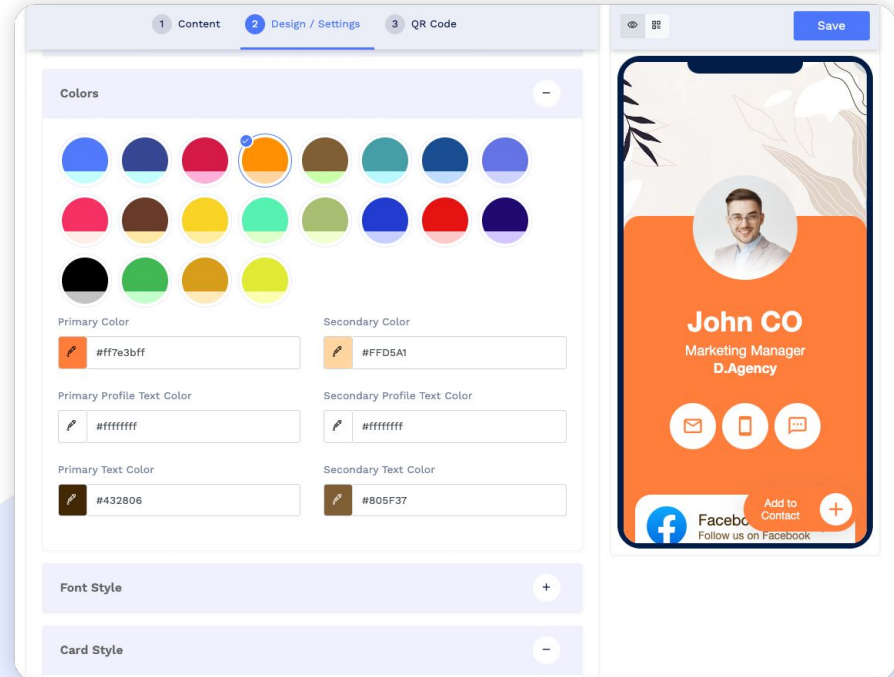 1 Content
2 Design / Settings
3 QR Code
Save
Colors
Primary Color
Secondary Color
#ff7e3bff
#FFD5A1
Primary Profile Text Color
Secondary Profile Text Color
#ffffffff
#ffffffff
Primary Text Color
Secondary Text Color
#432806
#805F37
Font Style
Card Style
John CO
Marketing Manager
D.Agency
Add to
Contact
Facebo
Follow us on Facebook